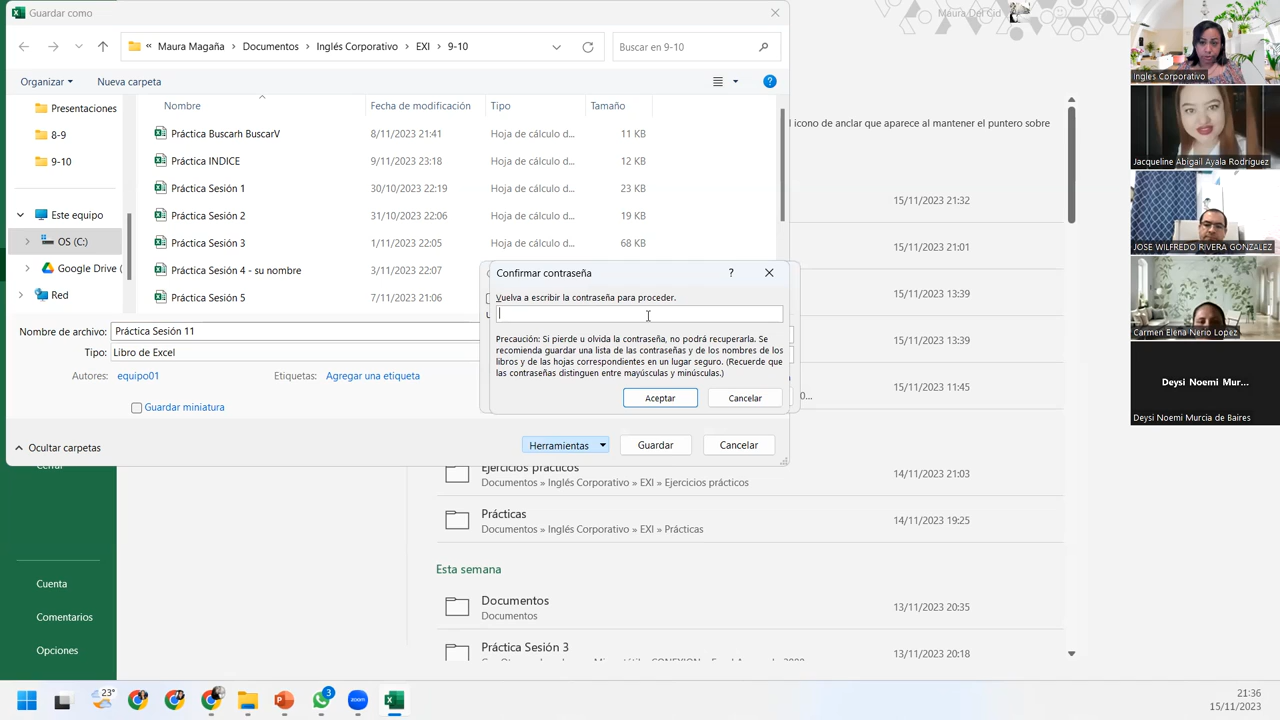 Guardar como
Maura Del Cid
« Maura Magaña > Documentos > Inglés Corporativo > EXI > 9-10
Buscar en 9-10
Organizar
Nueva carpeta
Presentaciones
8-9
9-10
Este equipo
OS (C:)
Google Drive (
Red
Nombre Fecha de modificación Tipo Tamaño
Práctica Buscarh BuscarV 8/11/2023 21:41 Hoja de cálculo d... 11 KB
Práctica INDICE 9/11/2023 23:18 Hoja de cálculo d... 12 KB
Práctica Sesión 1 30/10/2023 22:19 Hoja de cálculo d... 23 KB
Práctica Sesión 2 31/10/2023 22:06 Hoja de cálculo d... 19 KB
Práctica Sesión 3 1/11/2023 22:05 Hoja de cálculo d... 68 KB
Práctica Sesión 4 - su nombre 3/11/2023 22:07
Práctica Sesión 5 7/11/2023 21:06
Nombre de archivo: Práctica Sesión 11
Tipo: Libro de Excel
Autores: equipo01
Etiquetas: Agregar una etiqueta
Guardar miniatura
Ocultar carpetas
Herramientas
Guardar
Cancelar
Confirmar contraseña
?
Vuelva a escribir la contraseña para proceder.
Precaución: Si pierde u olvida la contraseña, no podrá recuperarla. Se
recomienda guardar una lista de las contraseñas y de los nombres de los
libros y de las hojas correspondientes en un lugar seguro. (Recuerde que
las contraseñas distinguen entre mayúsculas y minúsculas.)
Aceptar
Cancelar
l icono de anclar que aparece al mantener el puntero sobre
15/11/2023 21:32
15/11/2023 21:01
15/11/2023 13:39
15/11/2023 13:39
15/11/2023 11:45
0...
Ejercicios prácticos
Documentos » Inglés Corporativo » EXI » Ejercicios prácticos
14/11/2023 21:03
Prácticas
Documentos » Inglés Corporativo » EXI » Prácticas
14/11/2023 19:25
Esta semana
Documentos
Documentos
13/11/2023 20:35
Práctica Sesión 3
13/11/2023 20:18
Cerrar
Cuenta
Comentarios
Opciones
Ingles Corporativo
Jacqueline Abigail Ayala Rodríguez
JOSE WILFREDO RIVERA GONZALEZ
Carmen Elena Nerio Lopez
Deysi Noemi Mur...
Deysi Noemi Murcia de Baires
23°
3
zoom
21:36
15/11/2023